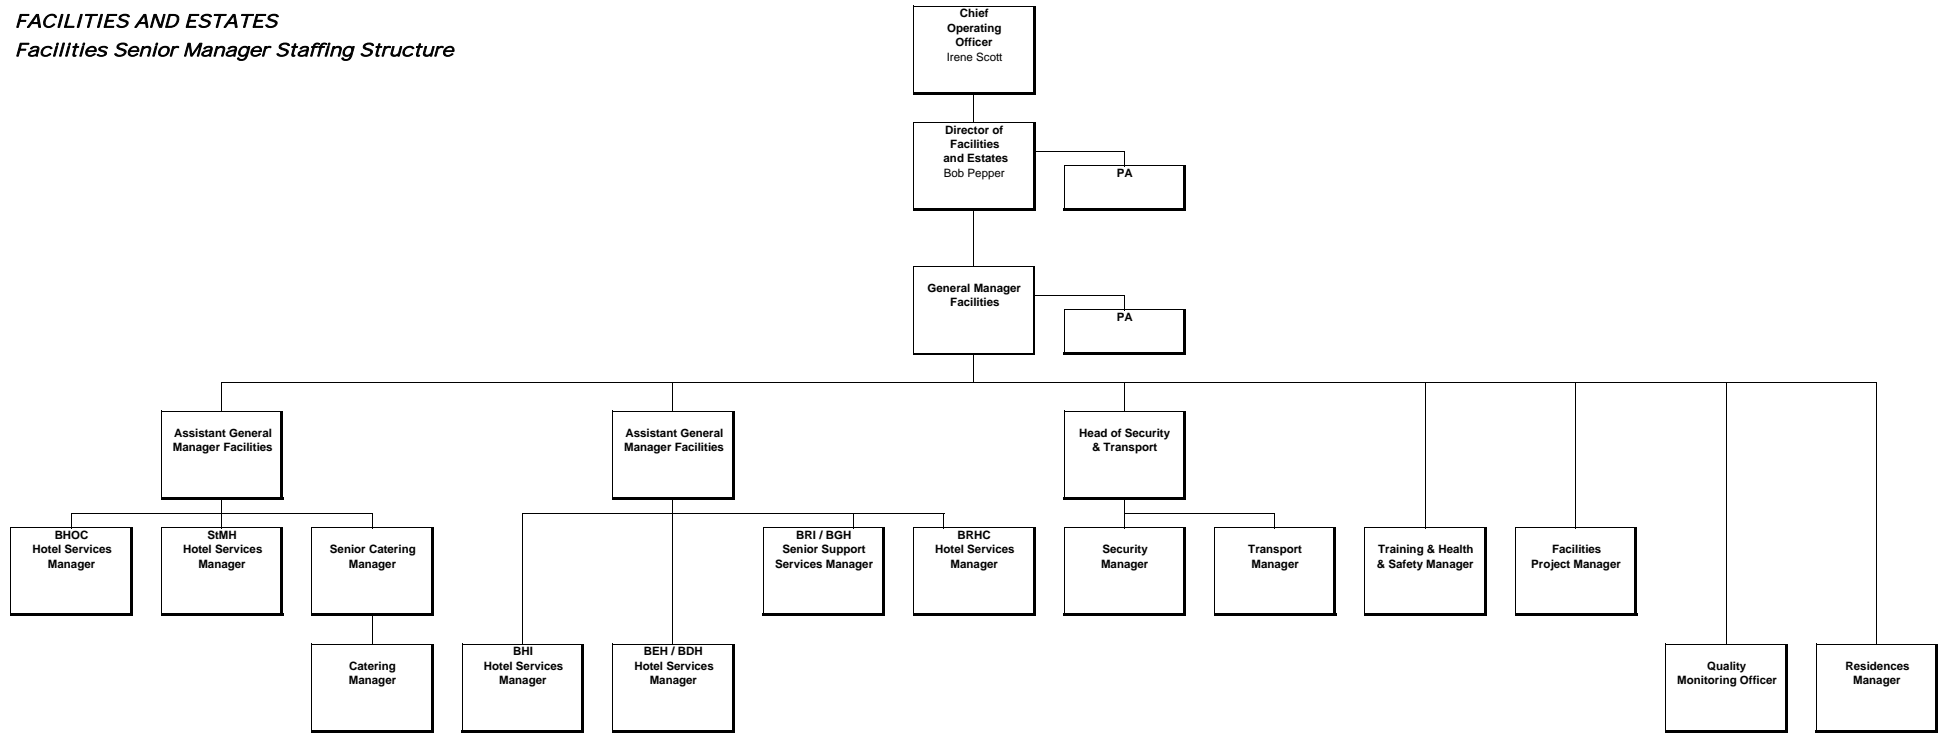 FACILITIES AND ESTATES
Facilities Senior Manager Staffing Structure
Chief
Operating
Officer
Irene Scott
Director of
Facilities
and Estates
Bob Pepper
PA
General Manager
Facilities
PA
Assistant General
Manager Facilities
Assistant General
Manager Facilities
Head of Security
& Transport
BHOC
Hotel Services
Manager
StMH
Hotel Services
Manager
Senior Catering
Manager
BRI / BGH
Senior Support
Services Manager
BRHC
Hotel Services
Manager
Security
Manager
Transport
Manager
Training & Health
& Safety Manager
Facilities
Project Manager
Catering
Manager
BHI
Hotel Services
Manager
BEH / BDH
Hotel Services
Manager
Quality
Monitoring Officer
Residences
Manager